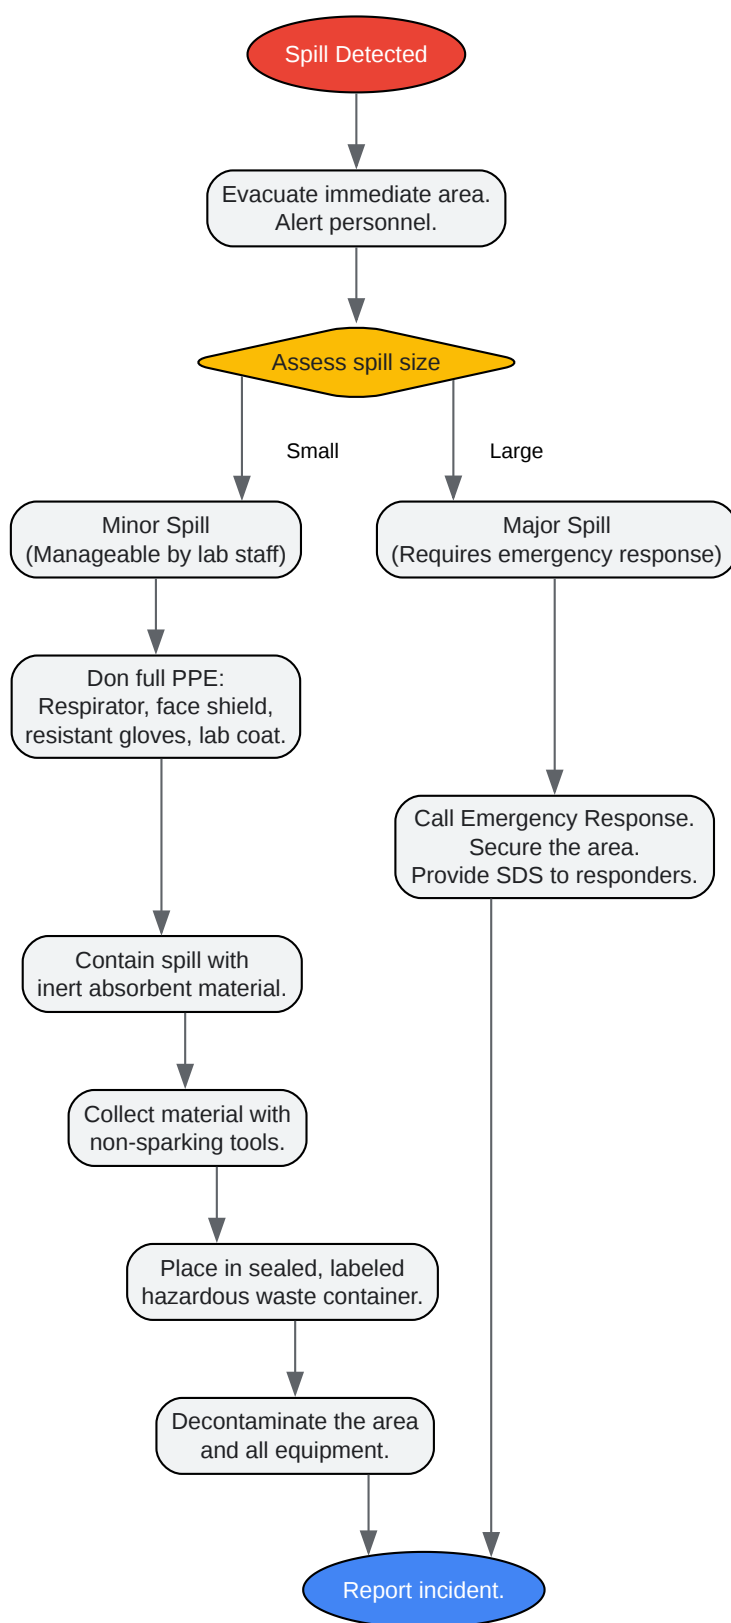 Spill Detected
Evacuate immediate area.
Alert personnel.
Assess spill size
Small
Large
Minor Spill
(Manageable by lab staff)
Major Spill
(Requires emergency response)
Don full PPE:
Respirator, face shield,
resistant gloves, lab coat.
Call Emergency Response.
Secure the area.
Provide SDS to responders.
Contain spill with
inert absorbent material.
Collect material with
non-sparking tools.
Place in sealed, labeled
hazardous waste container.
Decontaminate the area
and all equipment.
Report incident.